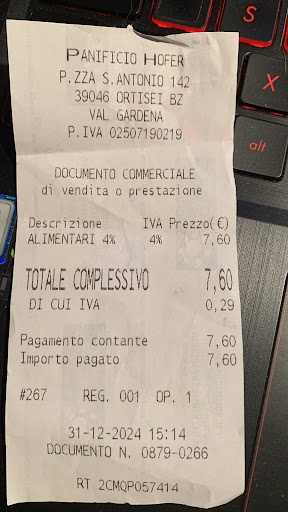 PANIFICIO HOFER
P.ZZA S.ANTONIO 142
39046 ORTISEI BZ
VAL GARDENA
P.IVA 02507190219
DOCUMENTO COMMERCIALE
di vendita o prestazione
Descrizione IVA Prezzo(€)
ALIMENTARI 4% 4% 7,60
TOTALE COMPLESSIVO 7,60
DI CUI IVA 0,29
Pagamento contante 7,60
Importo pagato 7,60
#267 REG. 001 OP. 1
31-12-2024 15:14
DOCUMENTO N. 0879-0266
RT 2CMQP057414
S
X
alt